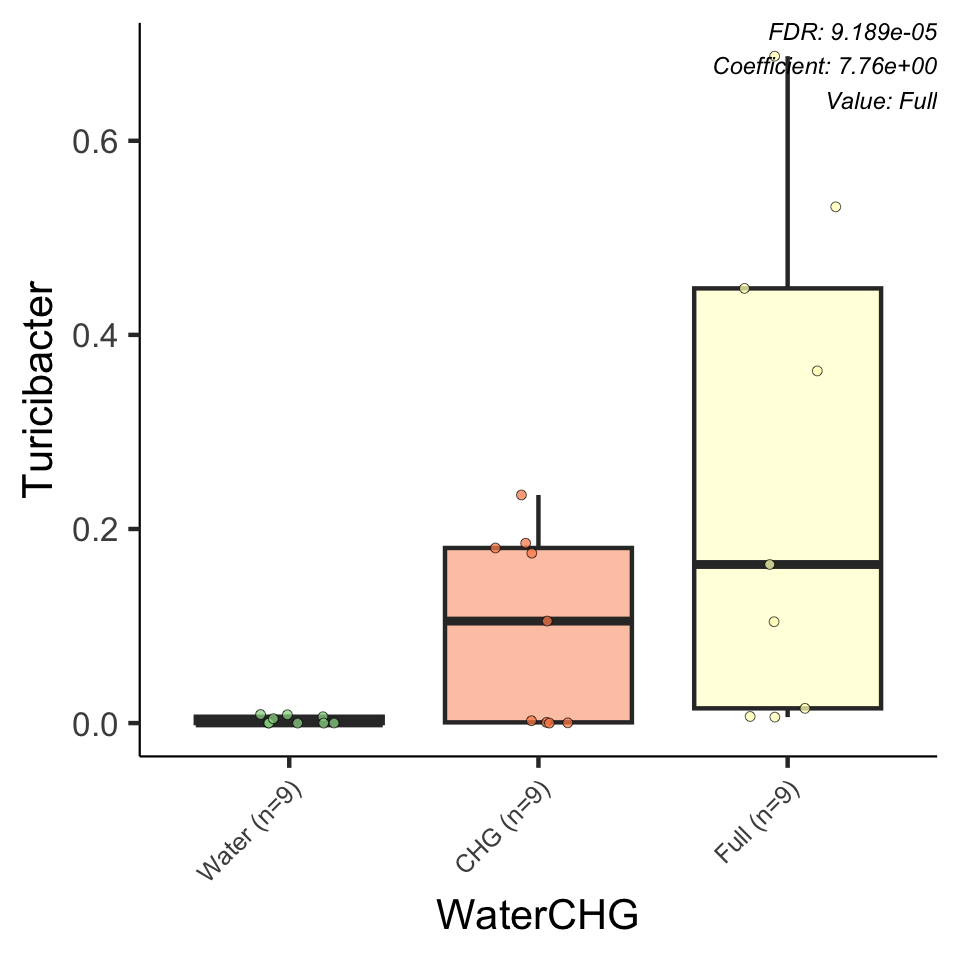 FDR: 9.189e-05
Coefficient: 7.76e+00
Value: Full
0.6
0.4
0.2
0.0
Turicibacter
Water (n=9)
CHG (n=9)
Full (n=9)
WaterCHG